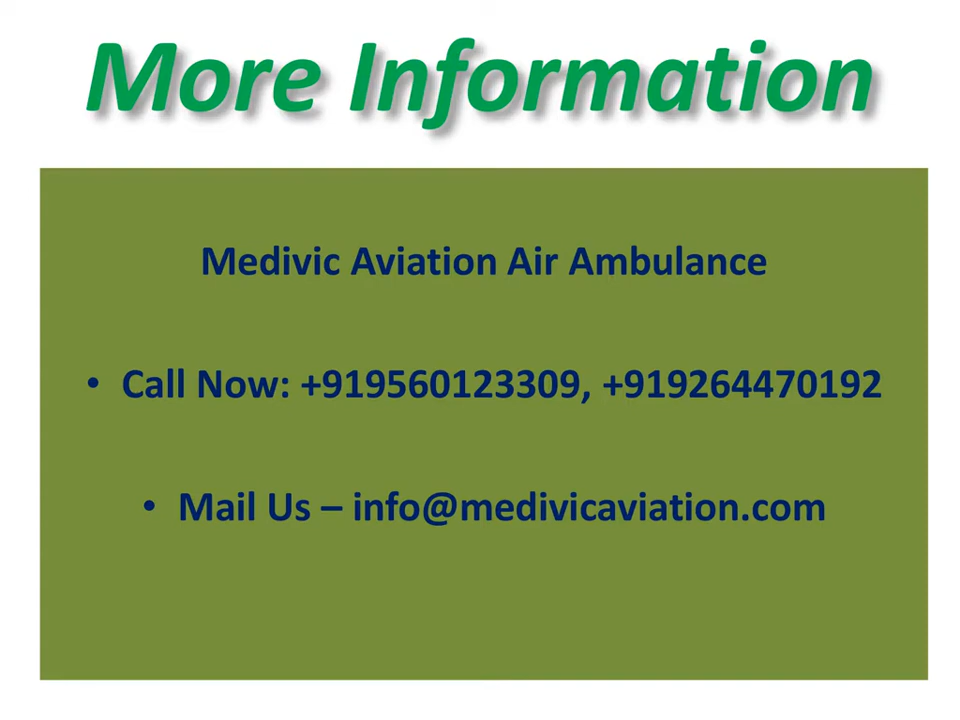 More Information
Medivic Aviation Air Ambulance
• Call Now: +919560123309, +919264470192
• Mail Us – info@medivicaviation.com